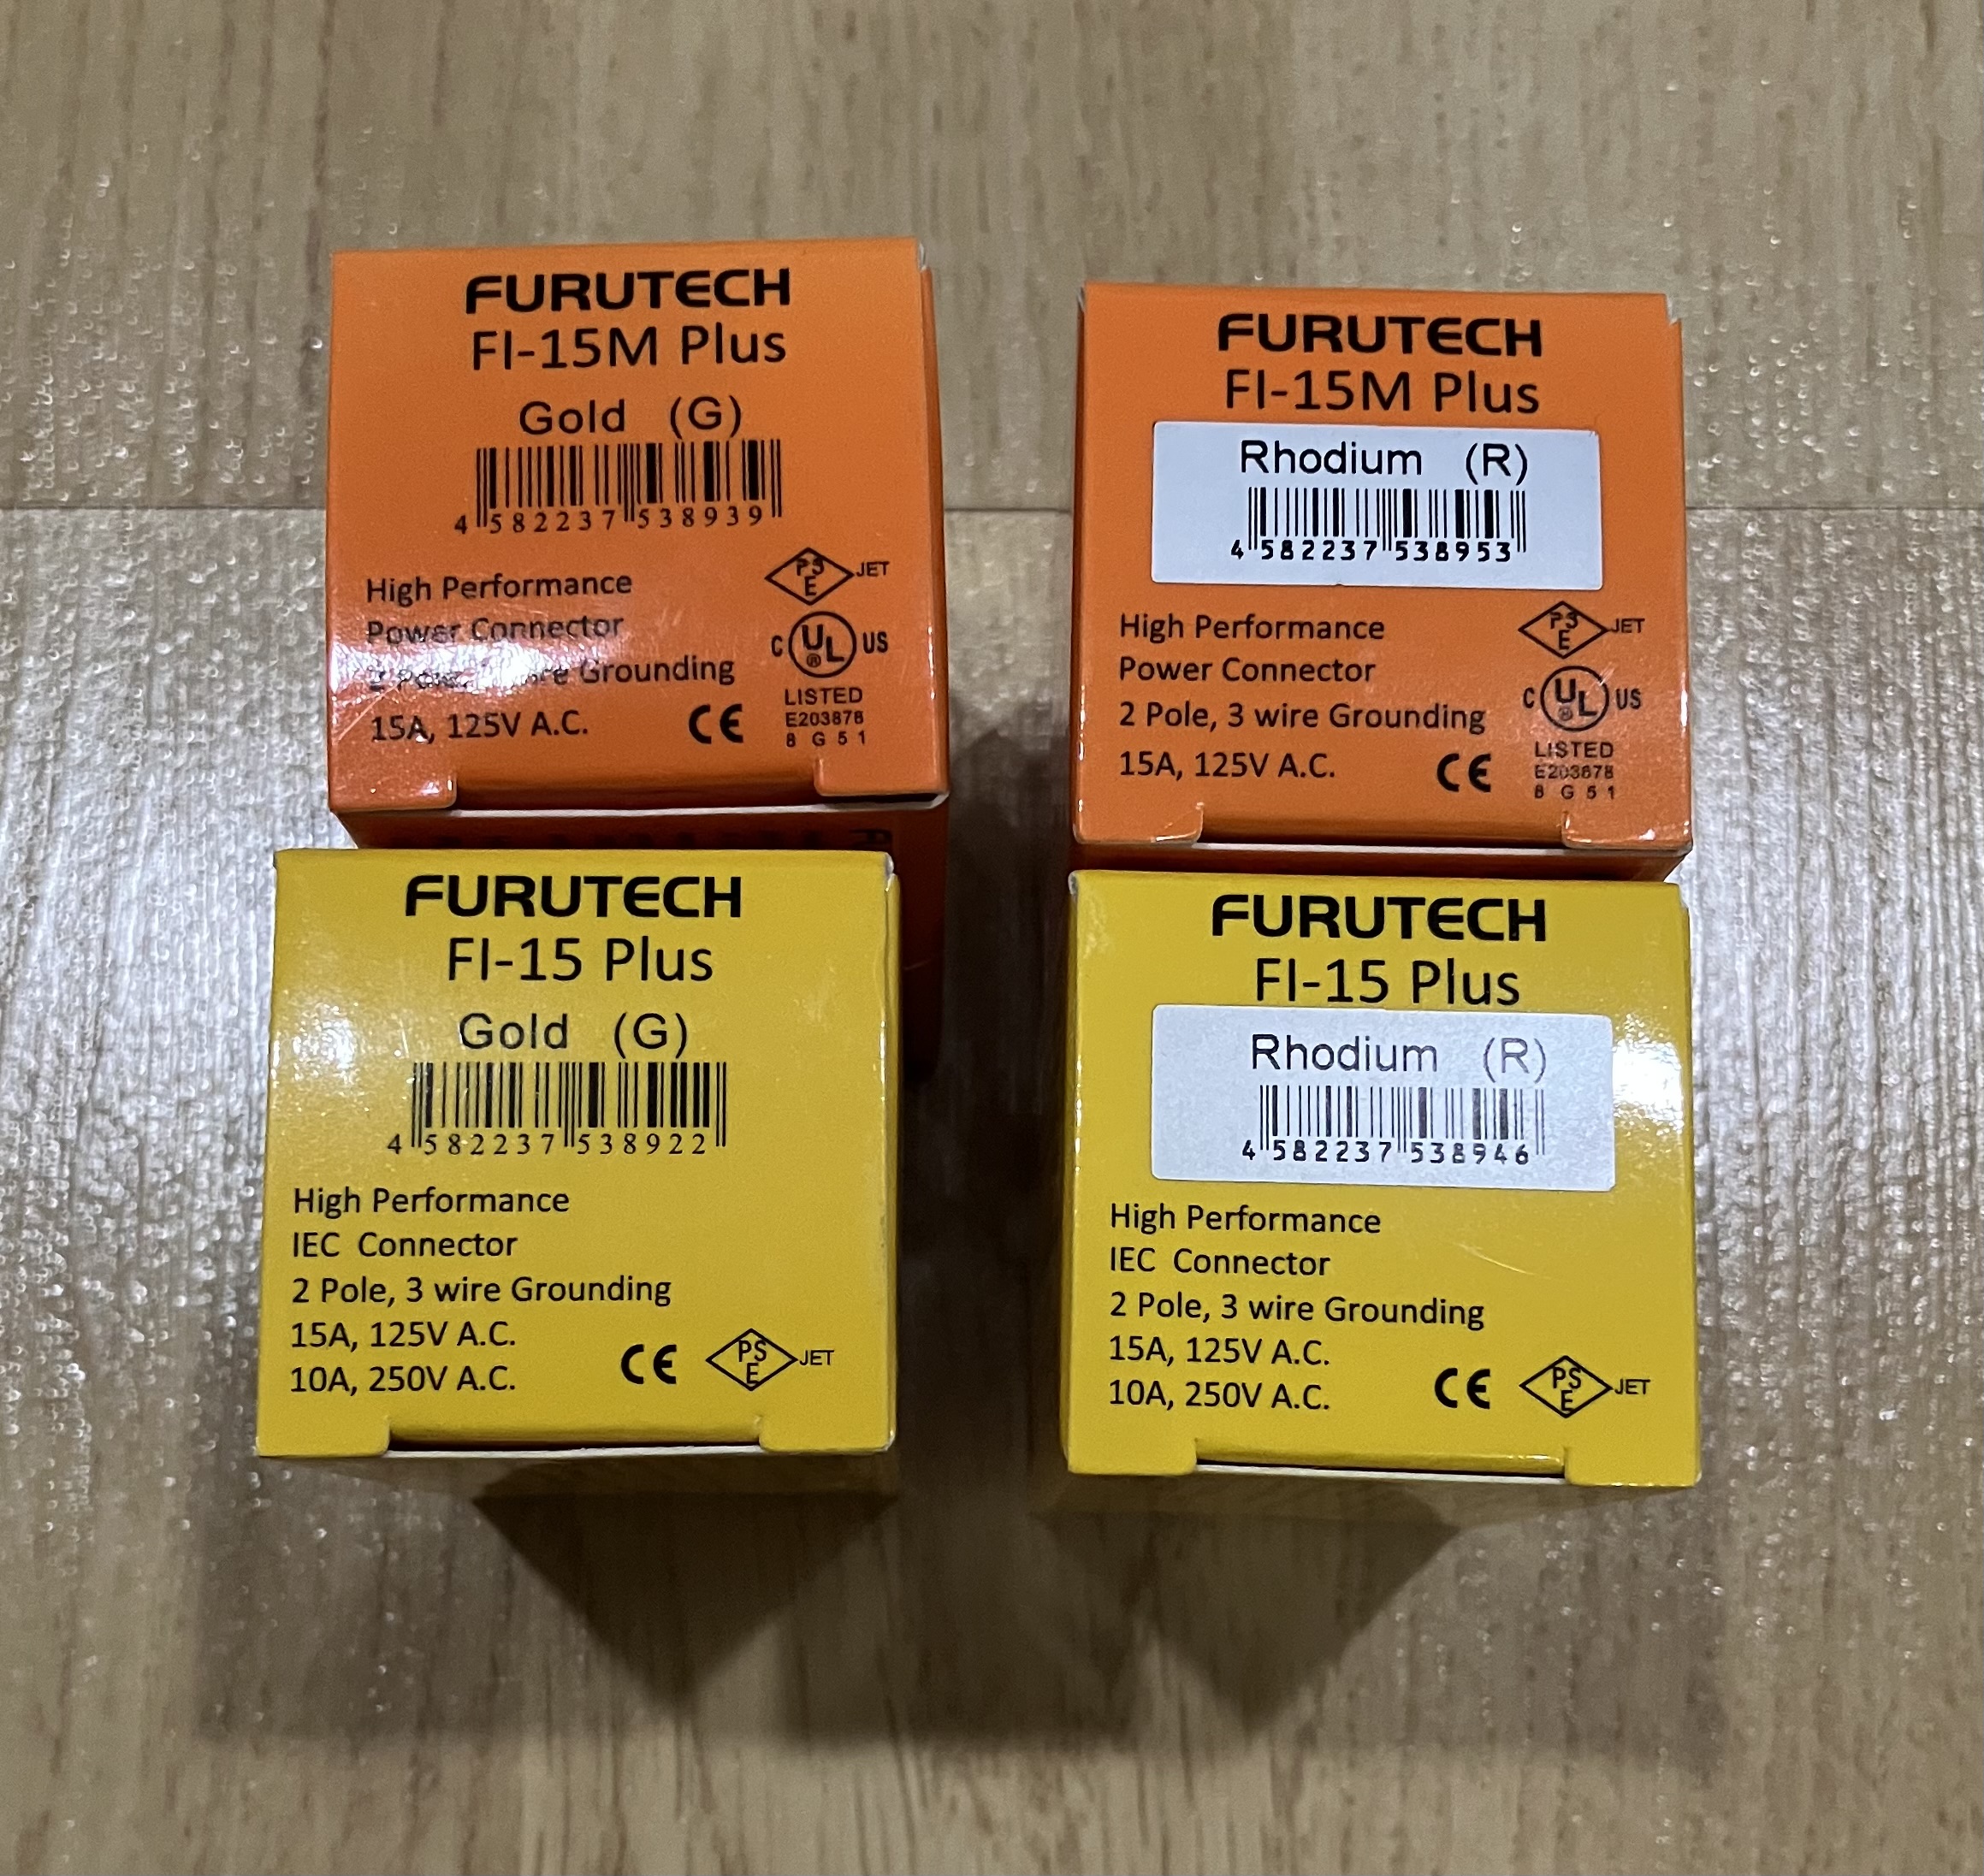 FURUTECH
FI-15M Plus
Gold (G)
4 582237 538939
High Performance
Power Connector
2 Pole, wire Grounding
15A, 125V A.C.
CE
PS
E
JET
C UL US
®
LISTED
E203878
8 G 5 1
FURUTECH
FI-15M Plus
Rhodium (R)
4 582237 538953
High Performance
Power Connector
2 Pole, 3 wire Grounding
15A, 125V A.C.
CE
PS
E
JET
C UL US
®
LISTED
E203878
8 G 5 1
FURUTECH
FI-15 Plus
Gold (G)
4 582237 538922
High Performance
IEC Connector
2 Pole, 3 wire Grounding
15A, 125V A.C.
10A, 250V A.C.
CE
PS
E
JET
FURUTECH
FI-15 Plus
Rhodium (R)
4 582237 538946
High Performance
IEC Connector
2 Pole, 3 wire Grounding
15A, 125V A.C.
10A, 250V A.C.
CE
PS
E
JET